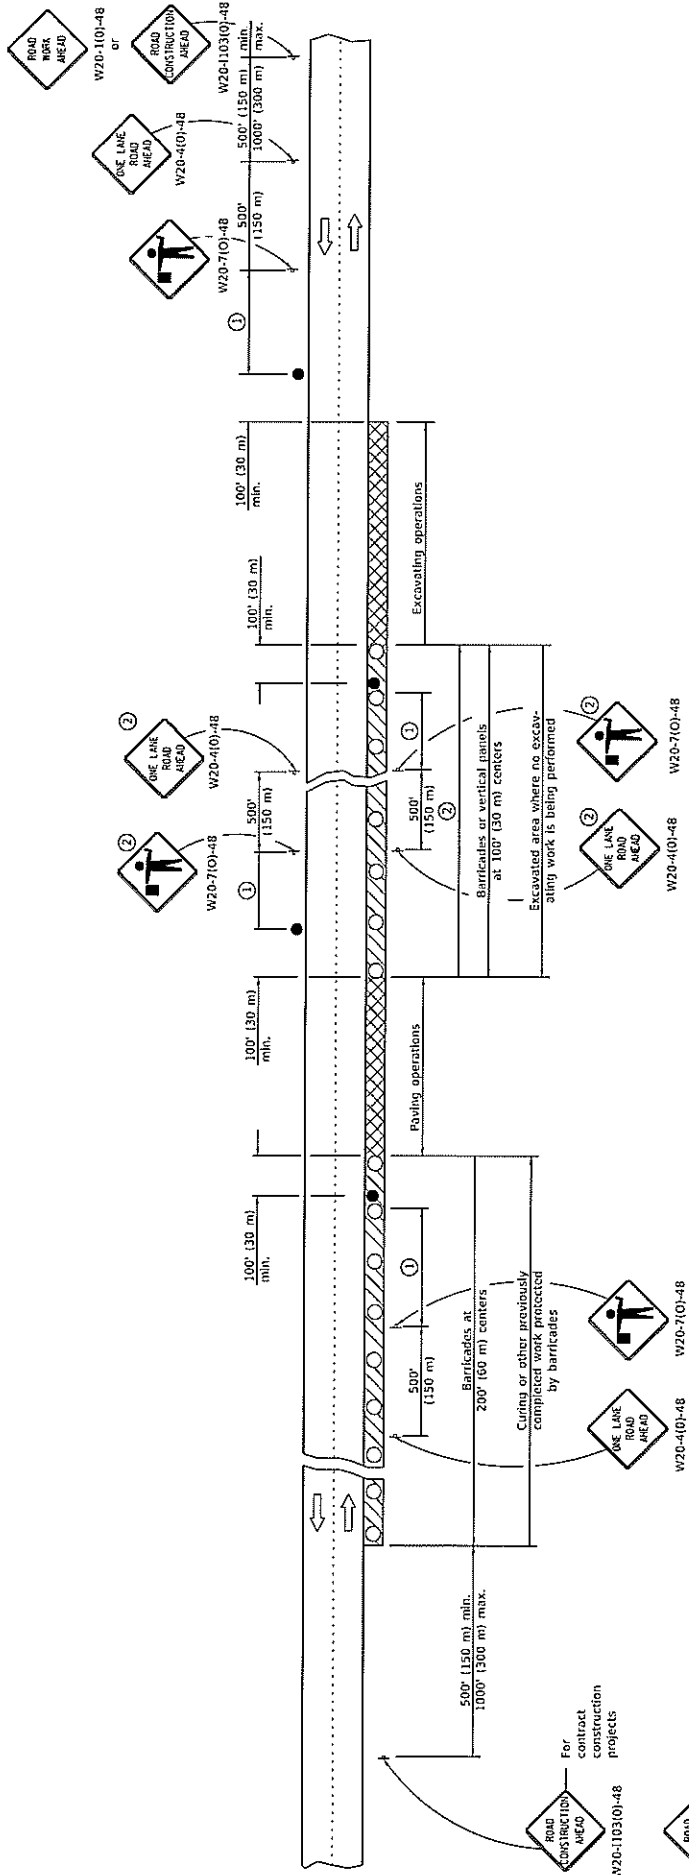 ROAD
WORK
AHEAD
W20-1(O)-48
or
ROAD
CONSTRUCTION
AHEAD
W20-I103(O)-48
ONE LANE
ROAD
AHEAD
W20-4(O)-48
W20-7(O)-48
500' (150 m) min.
1000' (300 m) max.
500'
(150 m)
1
100' (30 m)
min.
100' (30 m)
min.
Excavating operations
2
ONE LANE
ROAD
AHEAD
W20-4(O)-48
2
W20-7(O)-48
500'
(150 m)
1
1
500'
(150 m)
2
Barricades or vertical panels
at 100' (30 m) centers
Excavated area where no excav-
ating work is being performed
2
W20-7(O)-48
2
ONE LANE
ROAD
AHEAD
W20-4(O)-48
100' (30 m)
min.
Paving operations
100' (30 m)
min.
1
500'
(150 m)
Barricades at
200' (60 m) centers
Curing or other previously
completed work protected
by barricades
W20-7(O)-48
ONE LANE
ROAD
AHEAD
W20-4(O)-48
500' (150 m) min.
1000' (300 m) max.
For
contract
construction
projects
ROAD
CONSTRUCTION
AHEAD
W20-I103(O)-48
ROAD